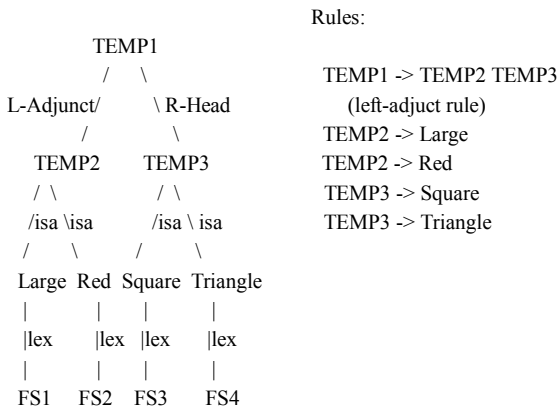 Rules:
TEMP1
/ \ TEMP1 -> TEMP2 TEMP3
L-Adjunct/ \ R-Head (left-adjuct rule)
/ \ TEMP2 -> Large
TEMP2 TEMP3 TEMP2 -> Red
/ \ / \ TEMP3 -> Square
/isa \isa /isa \ isa TEMP3 -> Triangle
/ \ / \
Large Red Square Triangle
| | | |
|lex |lex |lex |lex
| | | |
FS1 FS2 FS3 FS4